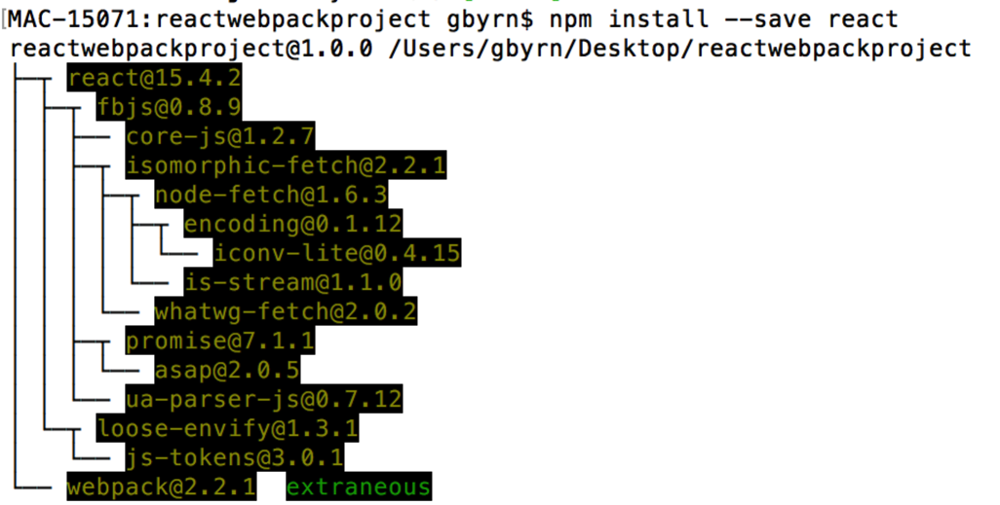 MAC-15071:reactwebpackproject gbyrn$ npm install --save react
reactwebpackproject@1.0.0 /Users/gbyrn/Desktop/reactwebpackproject
├─┬ react@15.4.2
│ ├─┬ fbjs@0.8.9
│ │ ├── core-js@1.2.7
│ │ ├─┬ isomorphic-fetch@2.2.1
│ │ │ ├─┬ node-fetch@1.6.3
│ │ │ │ ├─┬ encoding@0.1.12
│ │ │ │ │ └── iconv-lite@0.4.15
│ │ │ │ └── is-stream@1.1.0
│ │ │ └── whatwg-fetch@2.0.2
│ │ ├─┬ promise@7.1.1
│ │ │ └── asap@2.0.5
│ │ └── ua-parser-js@0.7.12
│ └─┬ loose-envify@1.3.1
│   └── js-tokens@3.0.1
└── webpack@2.2.1  extraneous